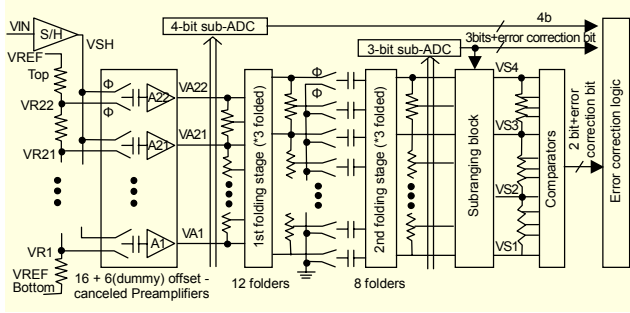 VIN
S/H
VSH
VREF
Top
VR22
VR21
VR1
VREF
Bottom
Φ
Φ
A22
A21
A1
VA22
VA21
VA1
16 + 6(dummy) offset -
canceled Preamplifiers
4-bit sub-ADC
4b
3bits+error correction bit
3-bit sub-ADC
1st folding stage (*3 folded)
12 folders
Φ
Φ
2nd folding stage (*3 folded)
8 folders
Subranging block
VS4
VS3
VS2
VS1
Comparators
2 bit+error
correction bit
Error correction logic